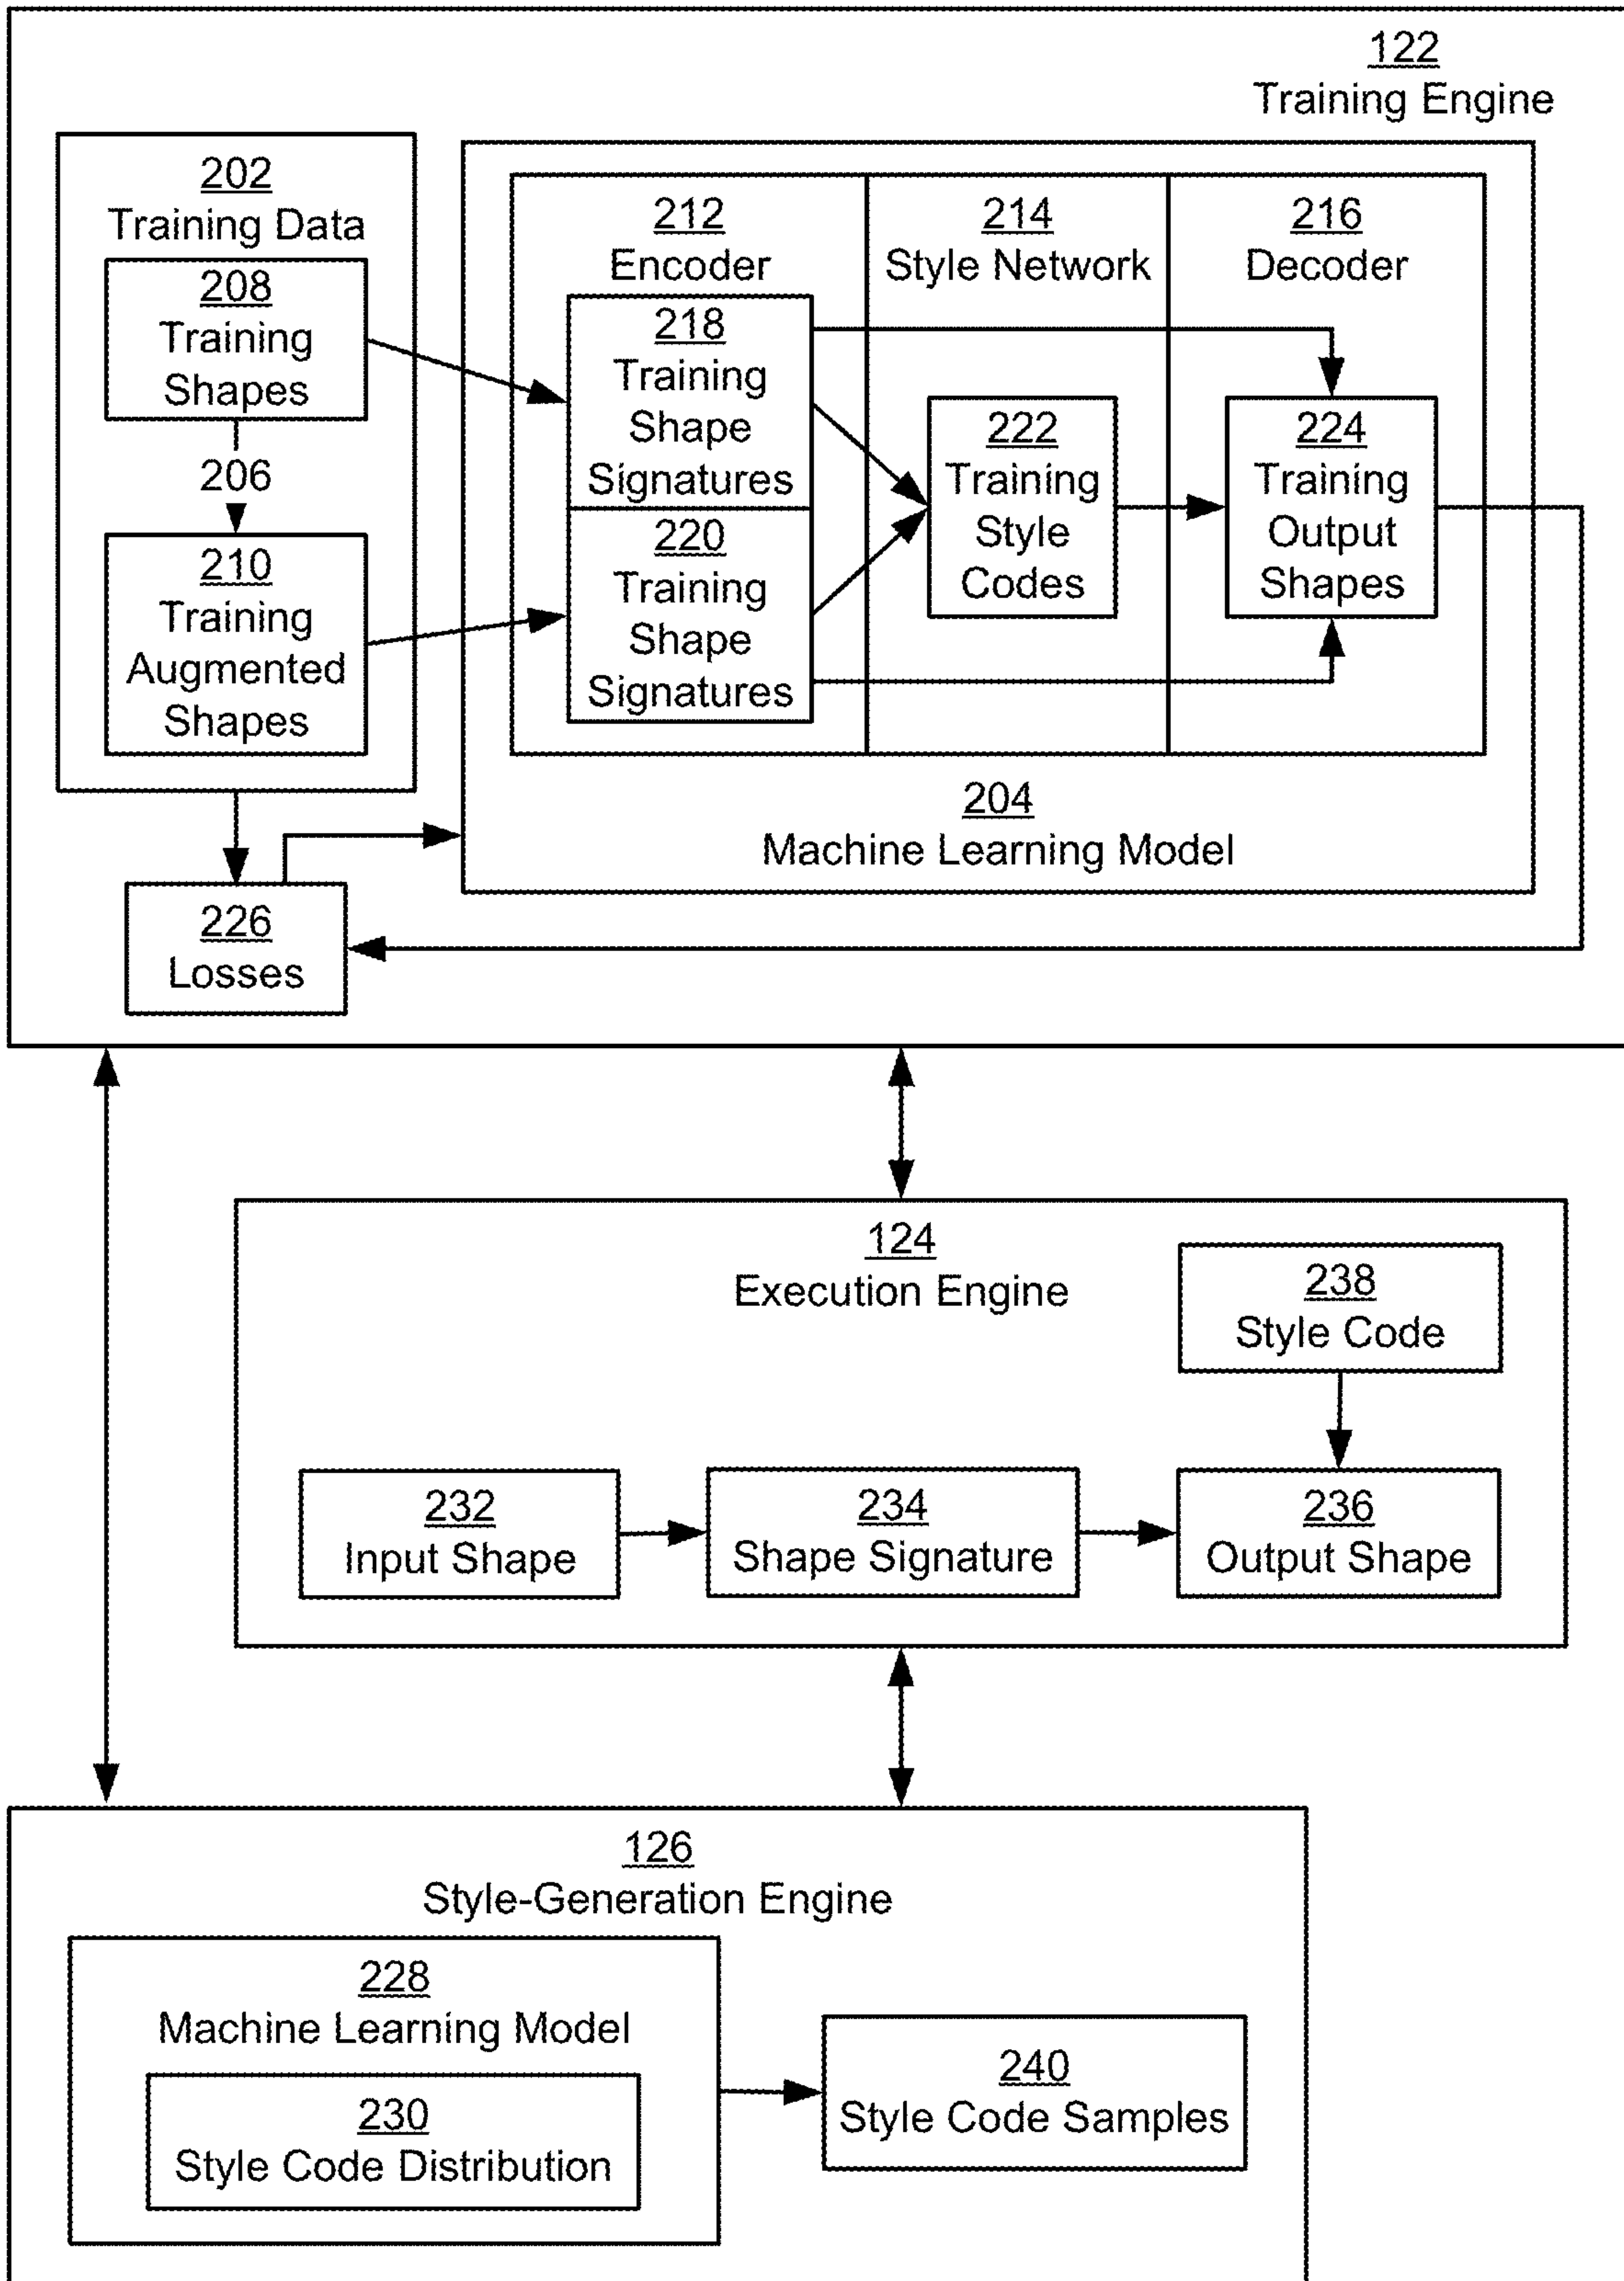 122
Training Engine
202
Training Data
208
Training
Shapes
206
210
Training
Augmented
Shapes
212
Encoder
218
Training
Shape
Signatures
220
Training
Shape
Signatures
214
Style Network
222
Training
Style
Codes
216
Decoder
224
Training
Output
Shapes
204
Machine Learning Model
226
Losses
124
Execution Engine
238
Style Code
232
Input Shape
234
Shape Signature
236
Output Shape
126
Style-Generation Engine
228
Machine Learning Model
230
Style Code Distribution
240
Style Code Samples